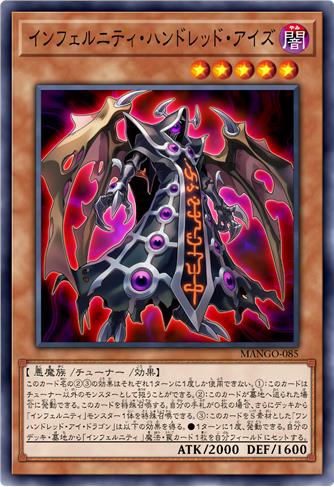 インフェルニティ・ハンドレッド・アイズ
闇
MANGO-085
【悪魔族／チューナー／効果】
このカード名の②③の効果はそれぞれ1ターンに1度しか使用できない。①：このカードは
チューナー以外のモンスターとして扱うことができる。②：このカードが墓地へ送られた場
合に発動できる。このカードを特殊召喚する。自分の手札が0枚の場合、さらにデッキから
「インフェルニティ」モンスター1体を特殊召喚できる。③：このカードをS素材とした「ワン
ハンドレッド・アイ・ドラゴン」は以下の効果を得る。●1ターンに1度、発動できる。自分の
デッキ・墓地から「インフェルニティ」魔法・罠カード1枚を自分フィールドにセットする。
ATK/2000 DEF/1600